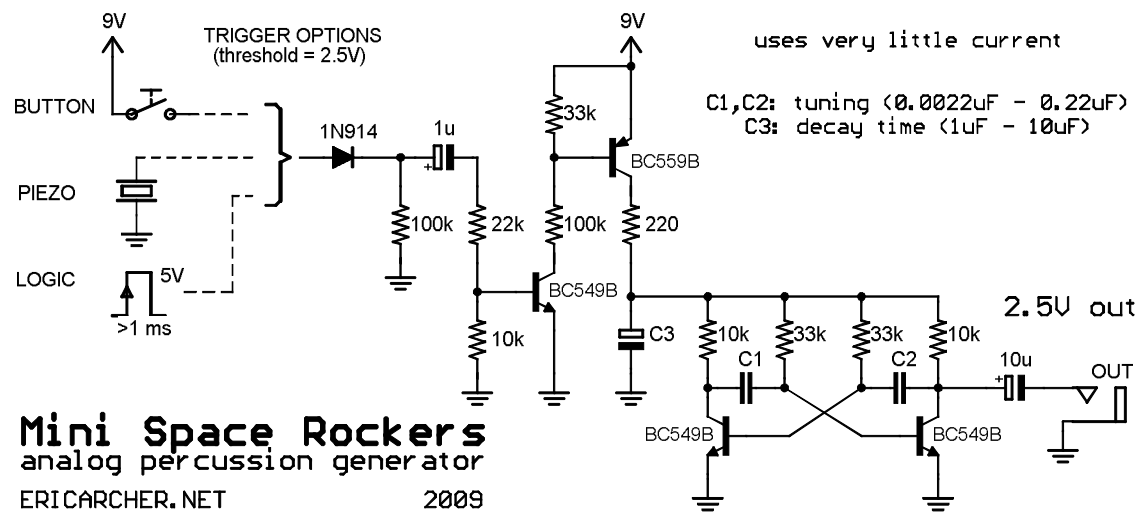 9V
TRIGGER OPTIONS
(threshold = 2.5V)
9V
uses very little current
C1,C2: tuning (0.0022uF - 0.22uF)
C3: decay time (1uF - 10uF)
BUTTON
1N914
1u
+
33k
BC559B
PIEZO
100k
22k
100k
220
LOGIC
5V
>1 ms
BC549B
10k
C3
10k
33k
33k
10k
2.5V out
C1
C2
10u
+
OUT
BC549B
BC549B
Mini Space Rockers
analog percussion generator
ERICARCHER.NET 2009